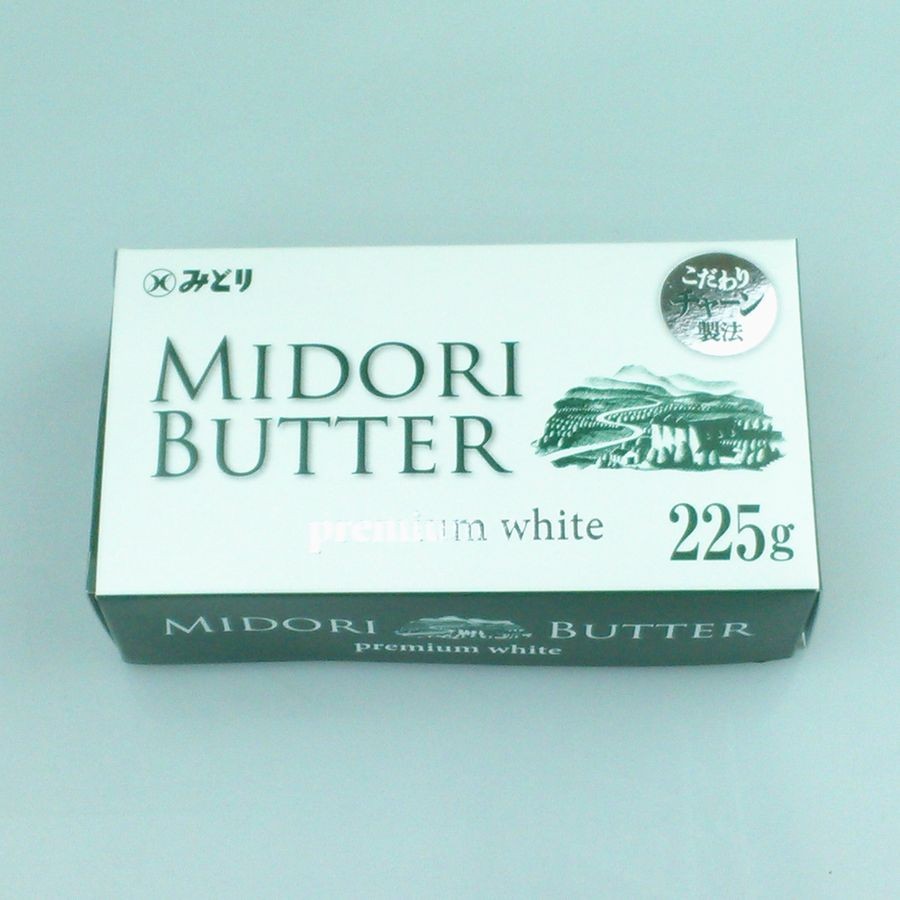 みどり
こだわり
チャーン
製法
MIDORI
BUTTER
premium white
225g
MIDORI BUTTER
premium white